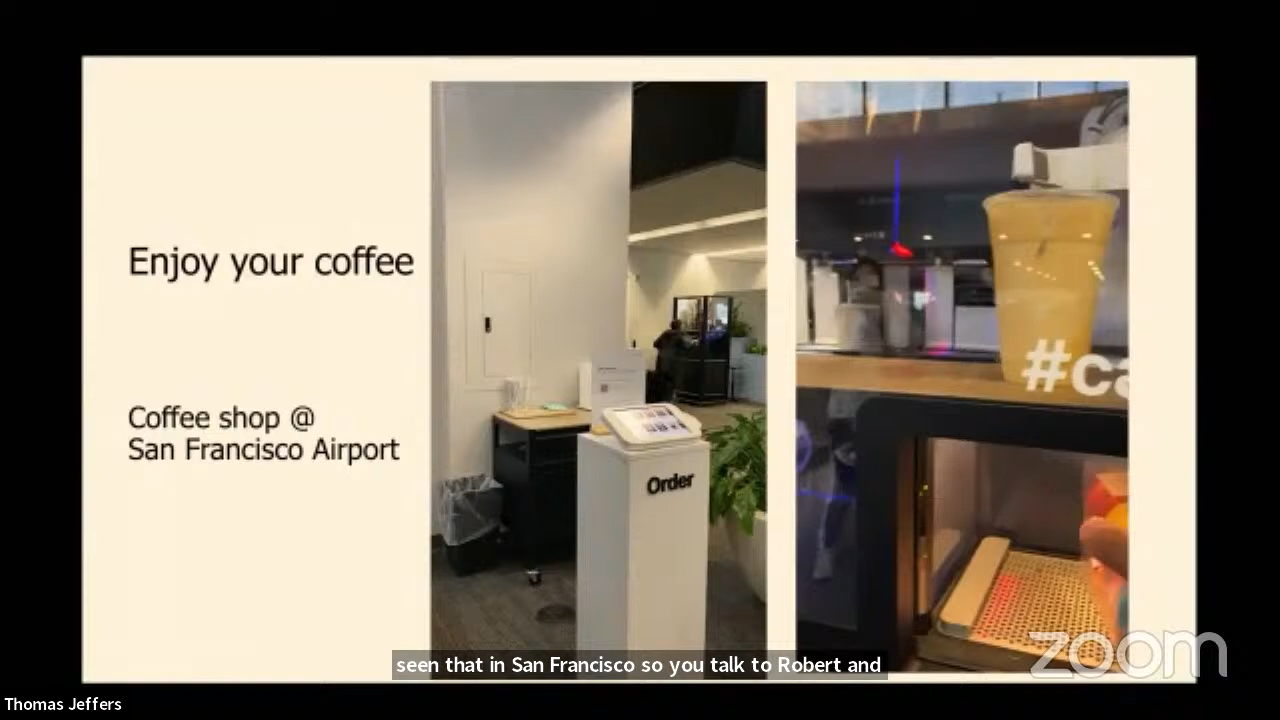 Enjoy your coffee
Coffee shop @
San Francisco Airport
Order
#ca
seen that in San Francisco so you talk to Robert and
zoom
Thomas Jeffers